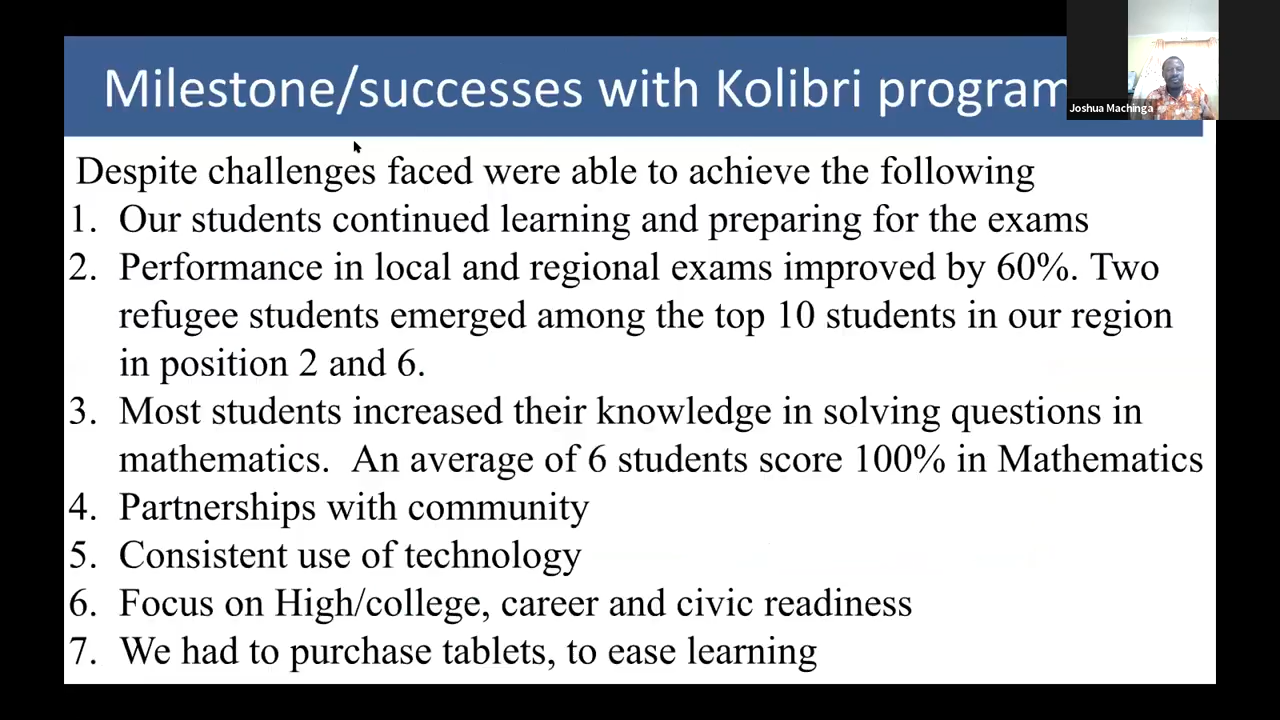 Milestone/successes with Kolibri program
Joshua Machinga
Despite challenges faced were able to achieve the following
1. Our students continued learning and preparing for the exams
2. Performance in local and regional exams improved by 60%. Two
refugee students emerged among the top 10 students in our region
in position 2 and 6.
3. Most students increased their knowledge in solving questions in
mathematics. An average of 6 students score 100% in Mathematics
4. Partnerships with community
5. Consistent use of technology
6. Focus on High/college, career and civic readiness
7. We had to purchase tablets, to ease learning